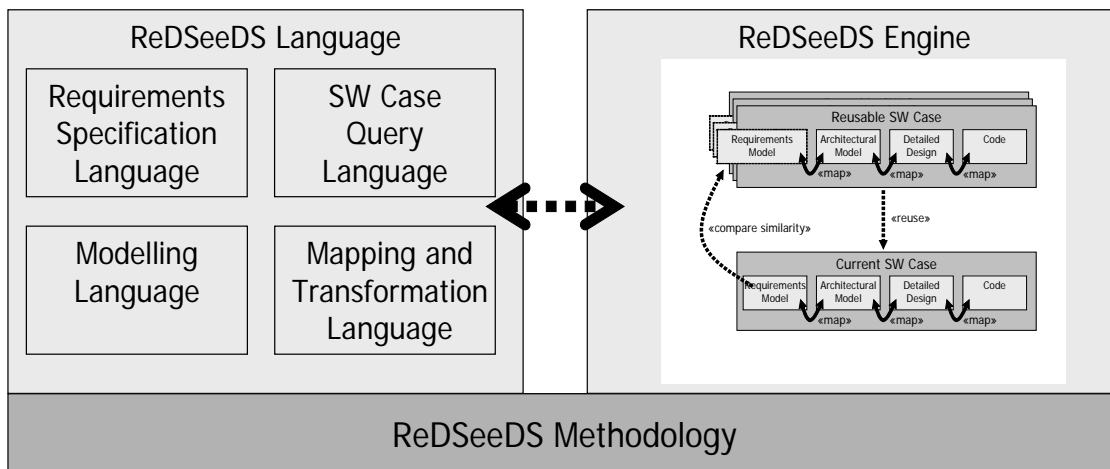 ReDSeeDS Language
Requirements
Specification
Language
SW Case
Query
Language
Modelling
Language
Mapping and
Transformation
Language
ReDSeeDS Engine
Reusable SW Case
Requirements
Model
Architectural
Model
Detailed
Design
Code
«map»
«map»
«map»
«compare similarity»
«reuse»
Current SW Case
Requirements
Model
Architectural
Model
Detailed
Design
Code
«map»
«map»
«map»
ReDSeeDS Methodology